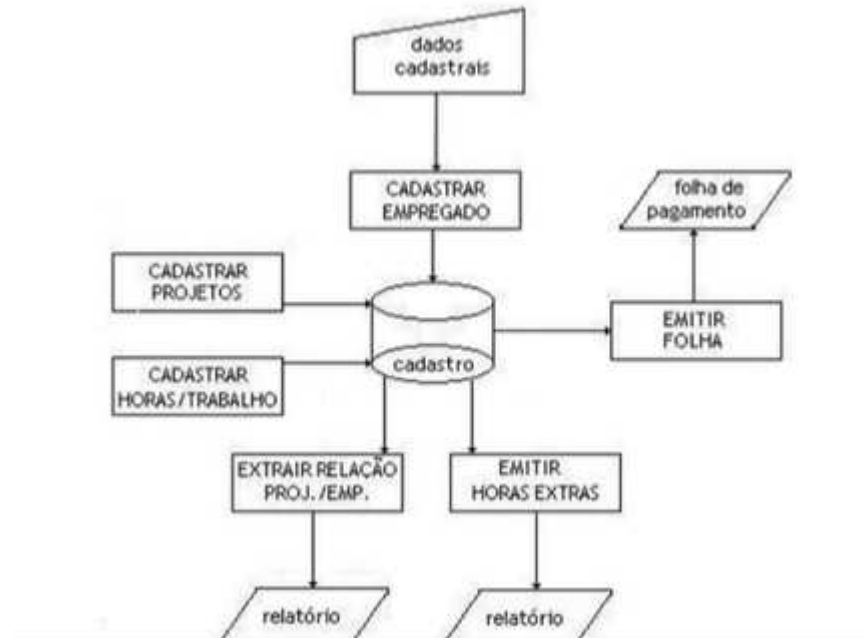 dados
cadastrais
CADASTRAR
EMPREGADO
folha de
pagamento
CADASTRAR
PROJETOS
EMITIR
FOLHA
cadastro
CADASTRAR
HORAS/TRABALHO
EXTRAIR RELAÇÃO
PROJ./EMP.
EMITIR
HORAS EXTRAS
relatório
relatório